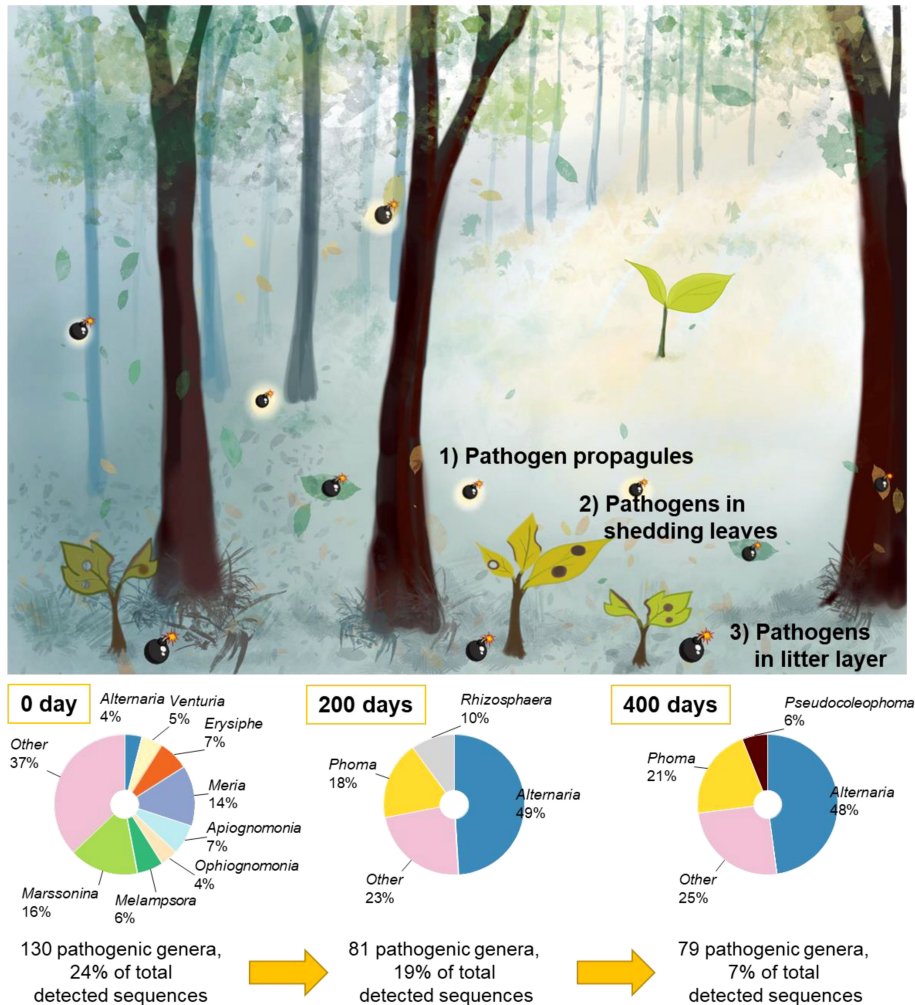 1) Pathogen propagules
2) Pathogens in
shedding leaves
3) Pathogens
in litter layer
0 day
Alternaria
4%
Venturia
5%
Erysiphe
7%
Meria
14%
Apiognomonia
7%
Ophiognomonia
4%
Melampsora
6%
Marssonina
16%
Other
37%
130 pathogenic genera,
24% of total
detected sequences
200 days
Rhizosphaera
10%
Phoma
18%
Alternaria
49%
Other
23%
81 pathogenic genera,
19% of total
detected sequences
400 days
Pseudocoleophoma
6%
Phoma
21%
Alternaria
48%
Other
25%
79 pathogenic genera,
7% of total
detected sequences